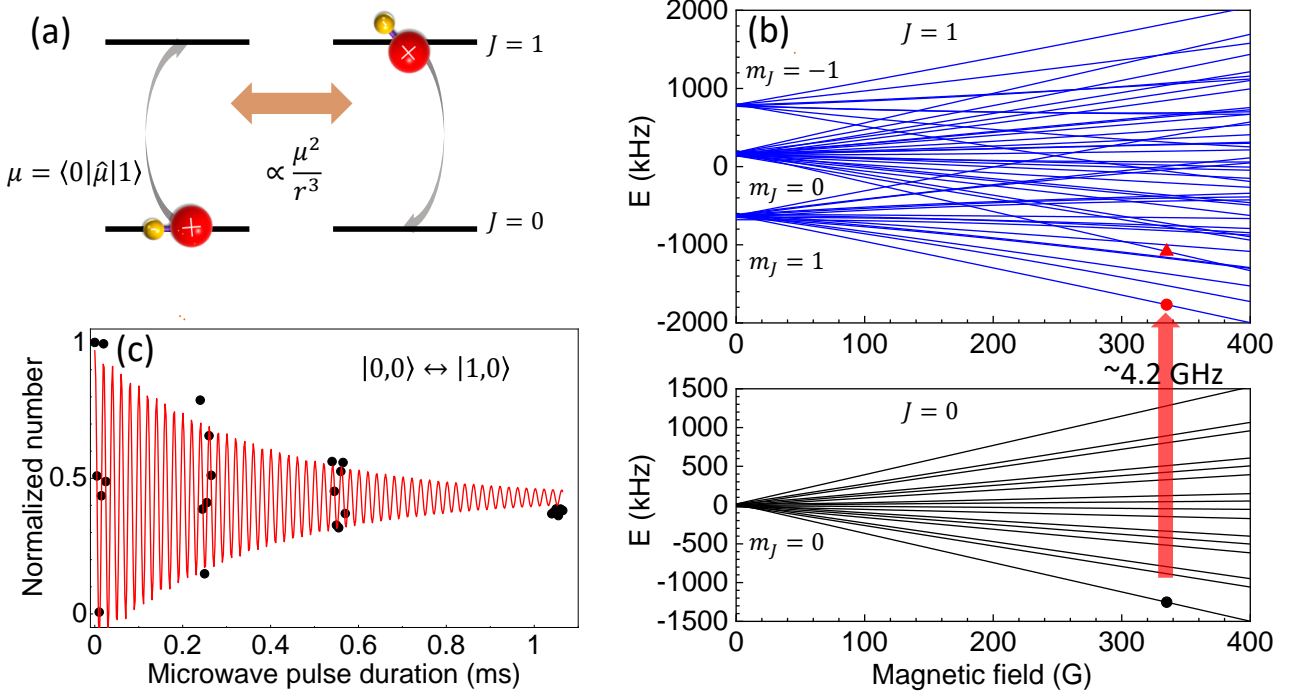 (a)
J = 1
μ = ⟨0|μ̂|1⟩
∝ μ²/r³
J = 0
(b)
2000
1000
0
-1000
-2000
E (kHz)
J = 1
m_J = −1
m_J = 0
m_J = 1
0 100 200 300 400
~4.2 GHz
1500
1000
500
0
-500
-1000
-1500
E (kHz)
J = 0
m_J = 0
0 100 200 300 400
Magnetic field (G)
(c)
|0,0⟩ ↔ |1,0⟩
1
0.5
0
Normalized number
0 0.2 0.4 0.6 0.8 1
Microwave pulse duration (ms)